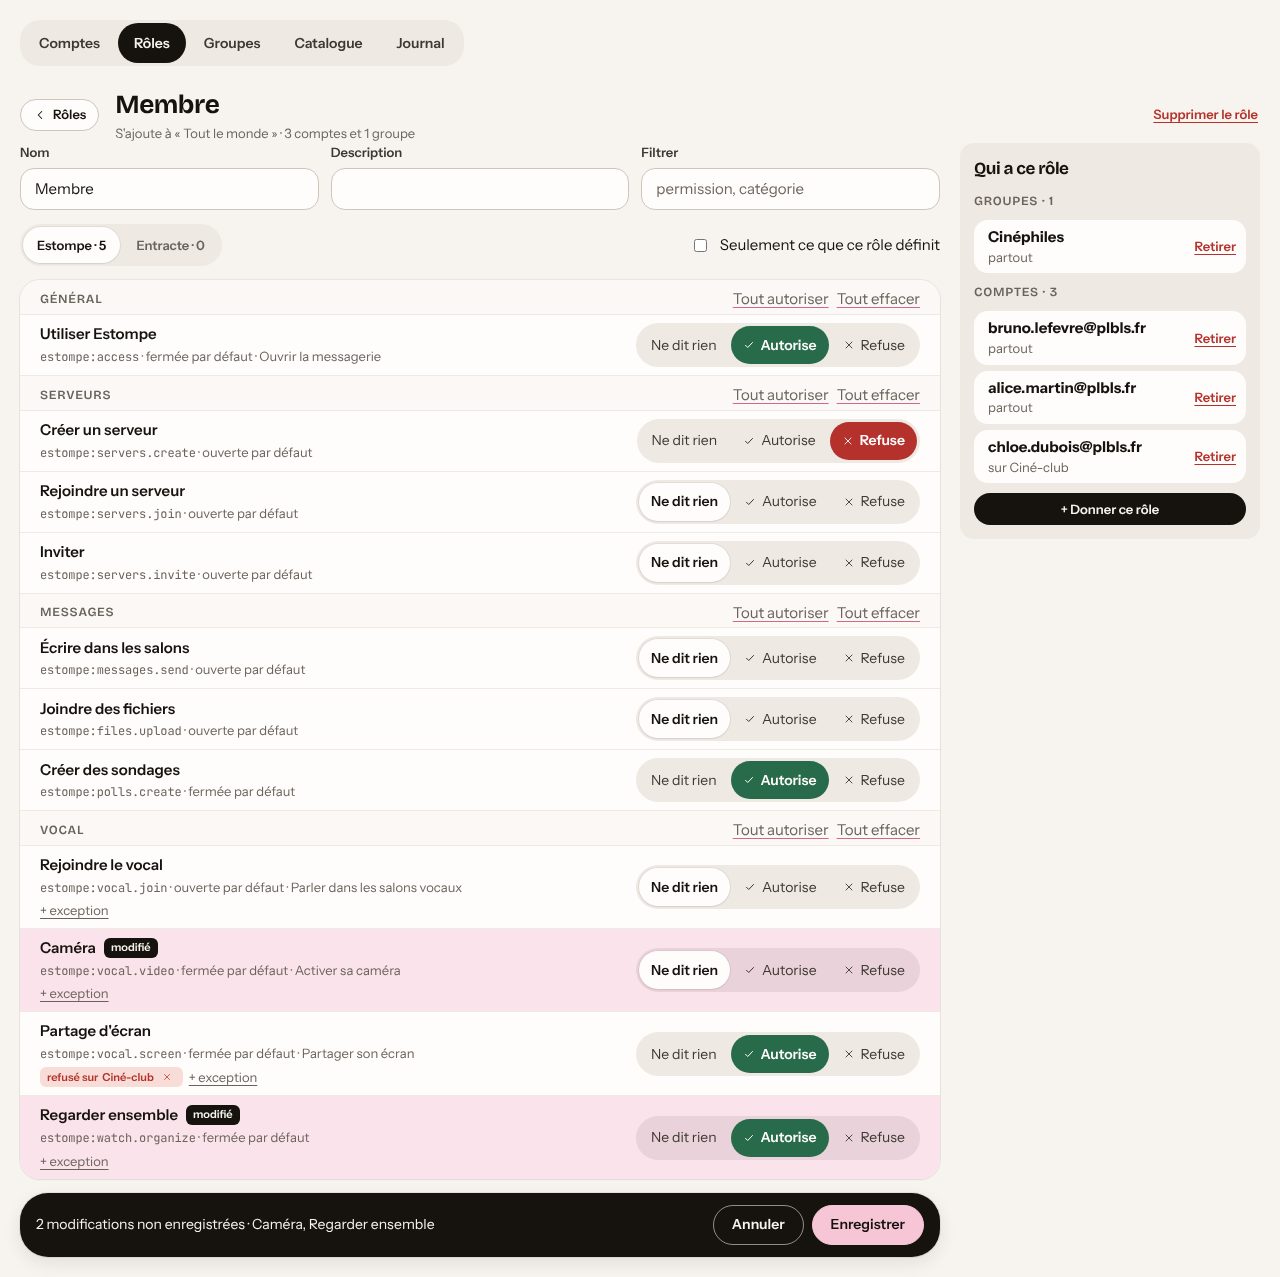 Comptes Rôles Groupes Catalogue Journal
Rôles
Membre
S'ajoute à « Tout le monde » · 3 comptes et 1 groupe
Supprimer le rôle
Nom Description Filtrer
Membre permission, catégorie
Estompe · 5 Entracte · 0 Seulement ce que ce rôle définit
GÉNÉRAL Tout autoriser Tout effacer
Utiliser Estompe
estompe:access · fermée par défaut · Ouvrir la messagerie
Ne dit rien Autorise Refuse
SERVEURS Tout autoriser Tout effacer
Créer un serveur
estompe:servers.create · ouverte par défaut
Ne dit rien Autorise Refuse
Rejoindre un serveur
estompe:servers.join · ouverte par défaut
Ne dit rien Autorise Refuse
Inviter
estompe:servers.invite · ouverte par défaut
Ne dit rien Autorise Refuse
MESSAGES Tout autoriser Tout effacer
Écrire dans les salons
estompe:messages.send · ouverte par défaut
Ne dit rien Autorise Refuse
Joindre des fichiers
estompe:files.upload · ouverte par défaut
Ne dit rien Autorise Refuse
Créer des sondages
estompe:polls.create · fermée par défaut
Ne dit rien Autorise Refuse
VOCAL Tout autoriser Tout effacer
Rejoindre le vocal
estompe:vocal.join · ouverte par défaut · Parler dans les salons vocaux
+ exception
Ne dit rien Autorise Refuse
Caméra modifié
estompe:vocal.video · fermée par défaut · Activer sa caméra
+ exception
Ne dit rien Autorise Refuse
Partage d'écran
estompe:vocal.screen · fermée par défaut · Partager son écran
refusé sur Ciné-club × + exception
Ne dit rien Autorise Refuse
Regarder ensemble modifié
estompe:watch.organize · fermée par défaut
+ exception
Ne dit rien Autorise Refuse
2 modifications non enregistrées · Caméra, Regarder ensemble
Annuler Enregistrer
Qui a ce rôle
GROUPES · 1
Cinéphiles
partout
Retirer
COMPTES · 3
bruno.lefevre@plbls.fr
partout
Retirer
alice.martin@plbls.fr
partout
Retirer
chloe.dubois@plbls.fr
sur Ciné-club
Retirer
+ Donner ce rôle